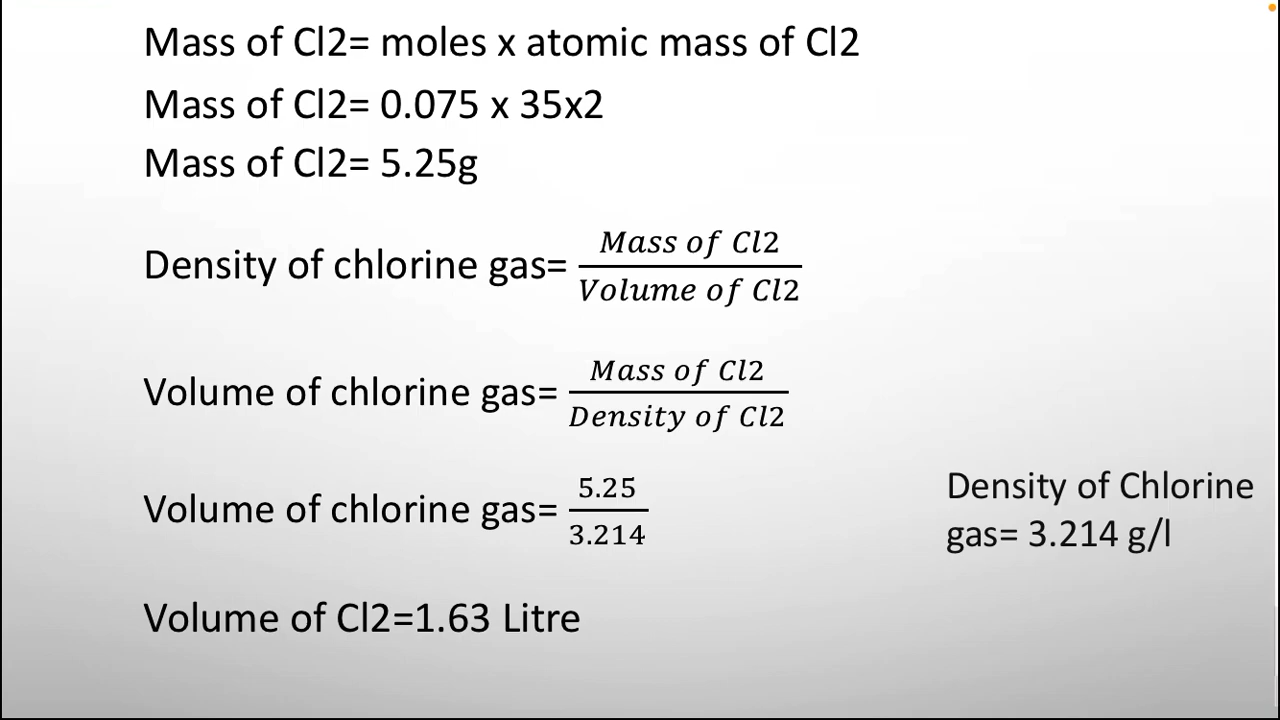 Mass of Cl2= moles x atomic mass of Cl2
Mass of Cl2= 0.075 x 35x2
Mass of Cl2= 5.25g
Density of chlorine gas= Mass of Cl2
Volume of Cl2
Volume of chlorine gas= Mass of Cl2
Density of Cl2
Volume of chlorine gas= 5.25
3.214
Density of Chlorine
gas= 3.214 g/l
Volume of Cl2=1.63 Litre